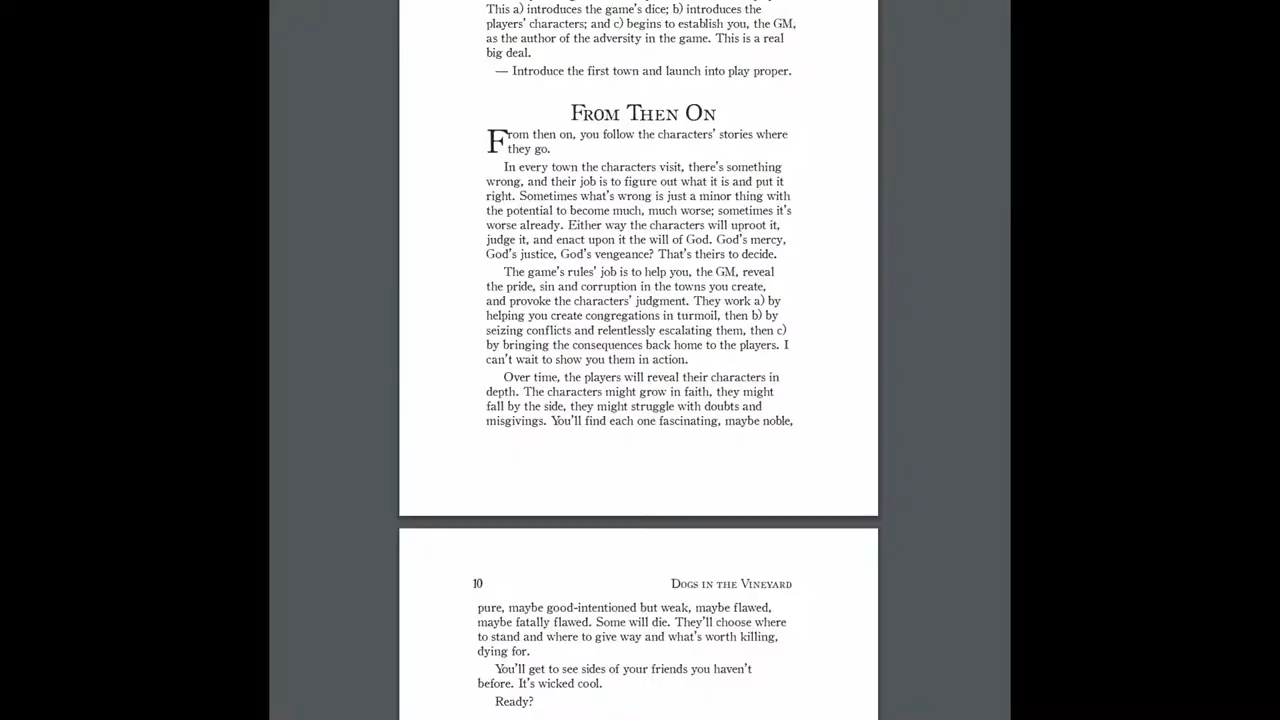 This a) introduces the game's dice; b) introduces the
players' characters; and c) begins to establish you, the GM,
as the author of the adversity in the game. This is a real
big deal.
— Introduce the first town and launch into play proper.
From Then On
From then on, you follow the characters' stories where
they go.
In every town the characters visit, there's something
wrong, and their job is to figure out what it is and put it
right. Sometimes what's wrong is just a minor thing with
the potential to become much, much worse; sometimes it's
worse already. Either way the characters will uproot it,
judge it, and enact upon it the will of God. God's mercy,
God's justice, God's vengeance? That's theirs to decide.
The game's rules' job is to help you, the GM, reveal
the pride, sin and corruption in the towns you create,
and provoke the characters' judgment. They work a) by
helping you create congregations in turmoil, then b) by
seizing conflicts and relentlessly escalating them, then c)
by bringing the consequences back home to the players. I
can't wait to show you them in action.
Over time, the players will reveal their characters in
depth. The characters might grow in faith, they might
fall by the side, they might struggle with doubts and
misgivings. You'll find each one fascinating, maybe noble,
10 Dogs in the Vineyard
pure, maybe good-intentioned but weak, maybe flawed,
maybe fatally flawed. Some will die. They'll choose where
to stand and where to give way and what's worth killing,
dying for.
You'll get to see sides of your friends you haven't
before. It's wicked cool.
Ready?